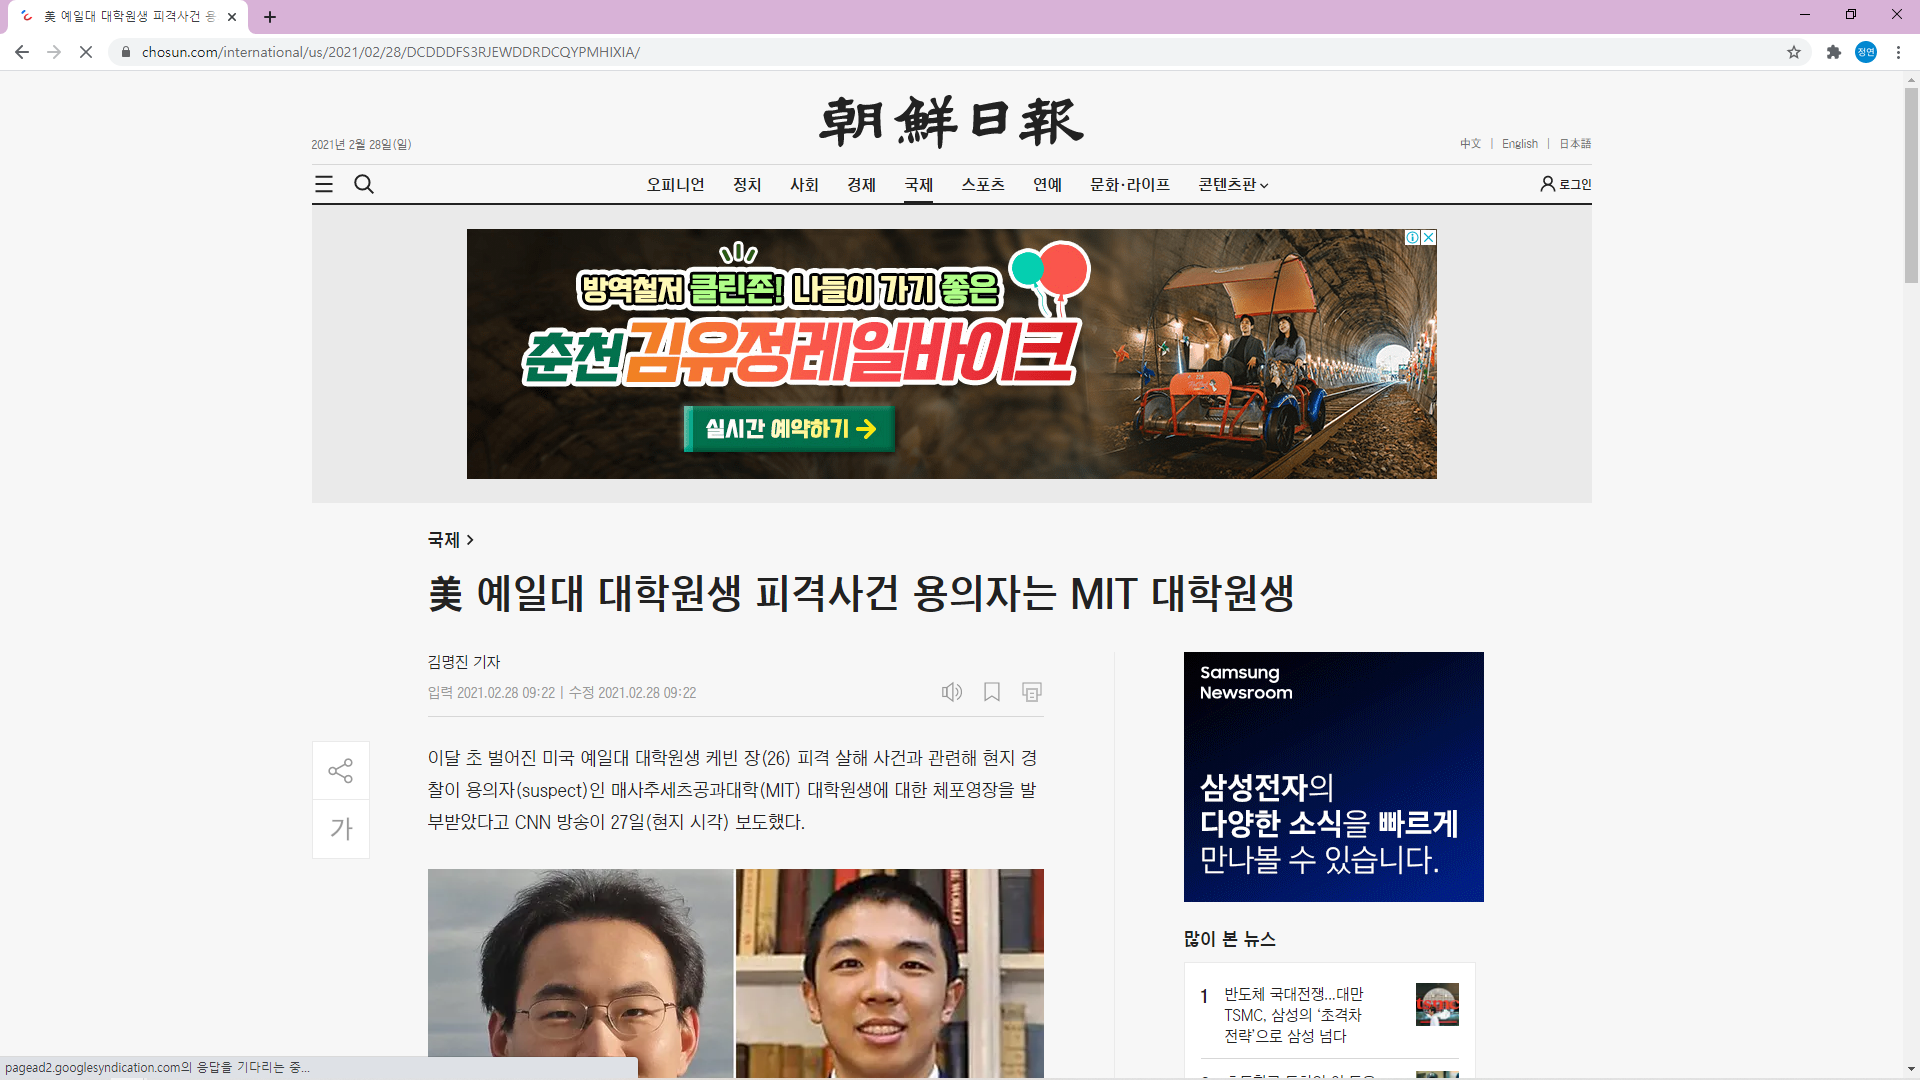 美 예일대 대학원생 피격사건 용
chosun.com/international/us/2021/02/28/DCDDDFS3RJEWDDRDCQYPMHIXIA/
정연
朝鮮日報
2021년 2월 28일(일)
中文 | English | 日本語
오피니언 정치 사회 경제 국제 스포츠 연예 문화·라이프 콘텐츠판
로그인
방역철저 클린존! 나들이 가기 좋은
춘천김유정레일바이크
실시간 예약하기 →
국제 >
美 예일대 대학원생 피격사건 용의자는 MIT 대학원생
김명진 기자
입력 2021.02.28 09:22 | 수정 2021.02.28 09:22
가
이달 초 벌어진 미국 예일대 대학원생 케빈 장(26) 피격 살해 사건과 관련해 현지 경
찰이 용의자(suspect)인 매사추세츠공과대학(MIT) 대학원생에 대한 체포영장을 발
부받았다고 CNN 방송이 27일(현지 시각) 보도했다.
Samsung
Newsroom
삼성전자의
다양한 소식을 빠르게
만나볼 수 있습니다.
많이 본 뉴스
1 반도체 국대전쟁...대만
TSMC, 삼성의 ‘초격차
전략’으로 삼성 넘다
pagead2.googlesyndication.com의 응답을 기다리는 중...